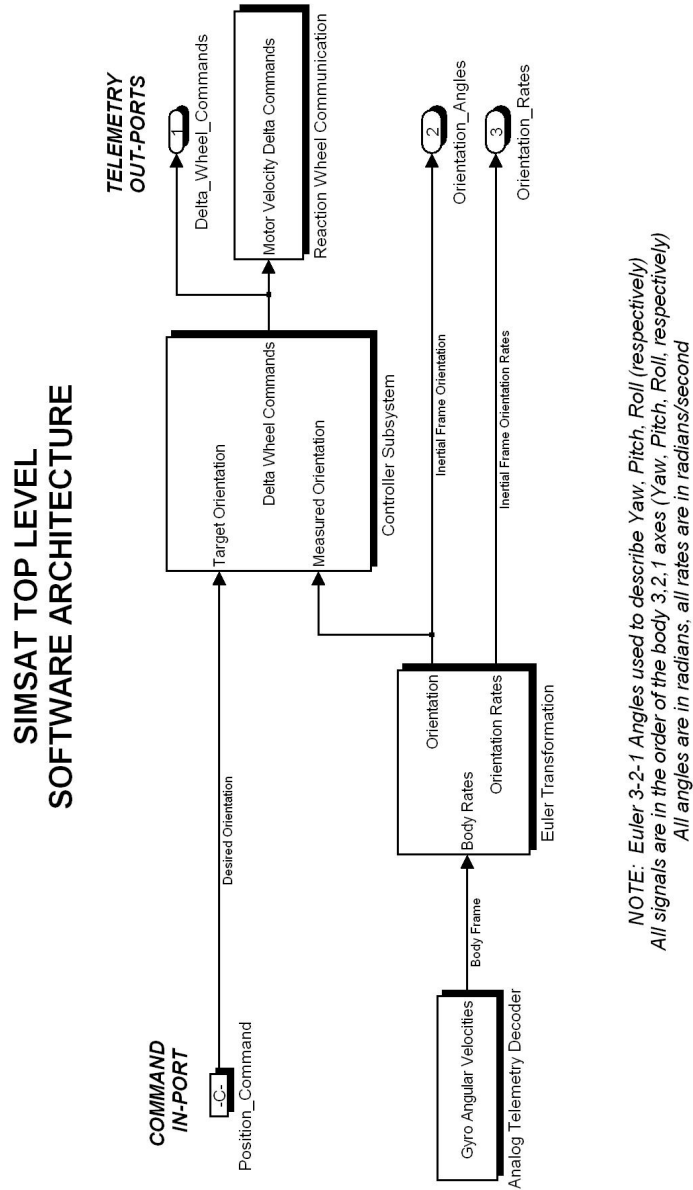 SIMSAT TOP LEVEL
SOFTWARE ARCHITECTURE
COMMAND
IN-PORT
-C-
Position_Command
Desired Orientation
Target Orientation
Delta Wheel Commands
Measured Orientation
Controller Subsystem
TELEMETRY
OUT-PORTS
1
Delta_Wheel_Commands
Motor Velocity Delta Commands
Reaction Wheel Communication
Gyro Angular Velocities
Analog Telemetry Decoder
Body Frame
Body Rates
Orientation
Orientation Rates
Euler Transformation
Inertial Frame Orientation
2
Orientation_Angles
Inertial Frame Orientation Rates
3
Orientation_Rates
NOTE: Euler 3-2-1 Angles used to describe Yaw, Pitch, Roll (respectively)
All signals are in the order of the body 3,2,1 axes (Yaw, Pitch, Roll, respectively)
All angles are in radians, all rates are in radians/second